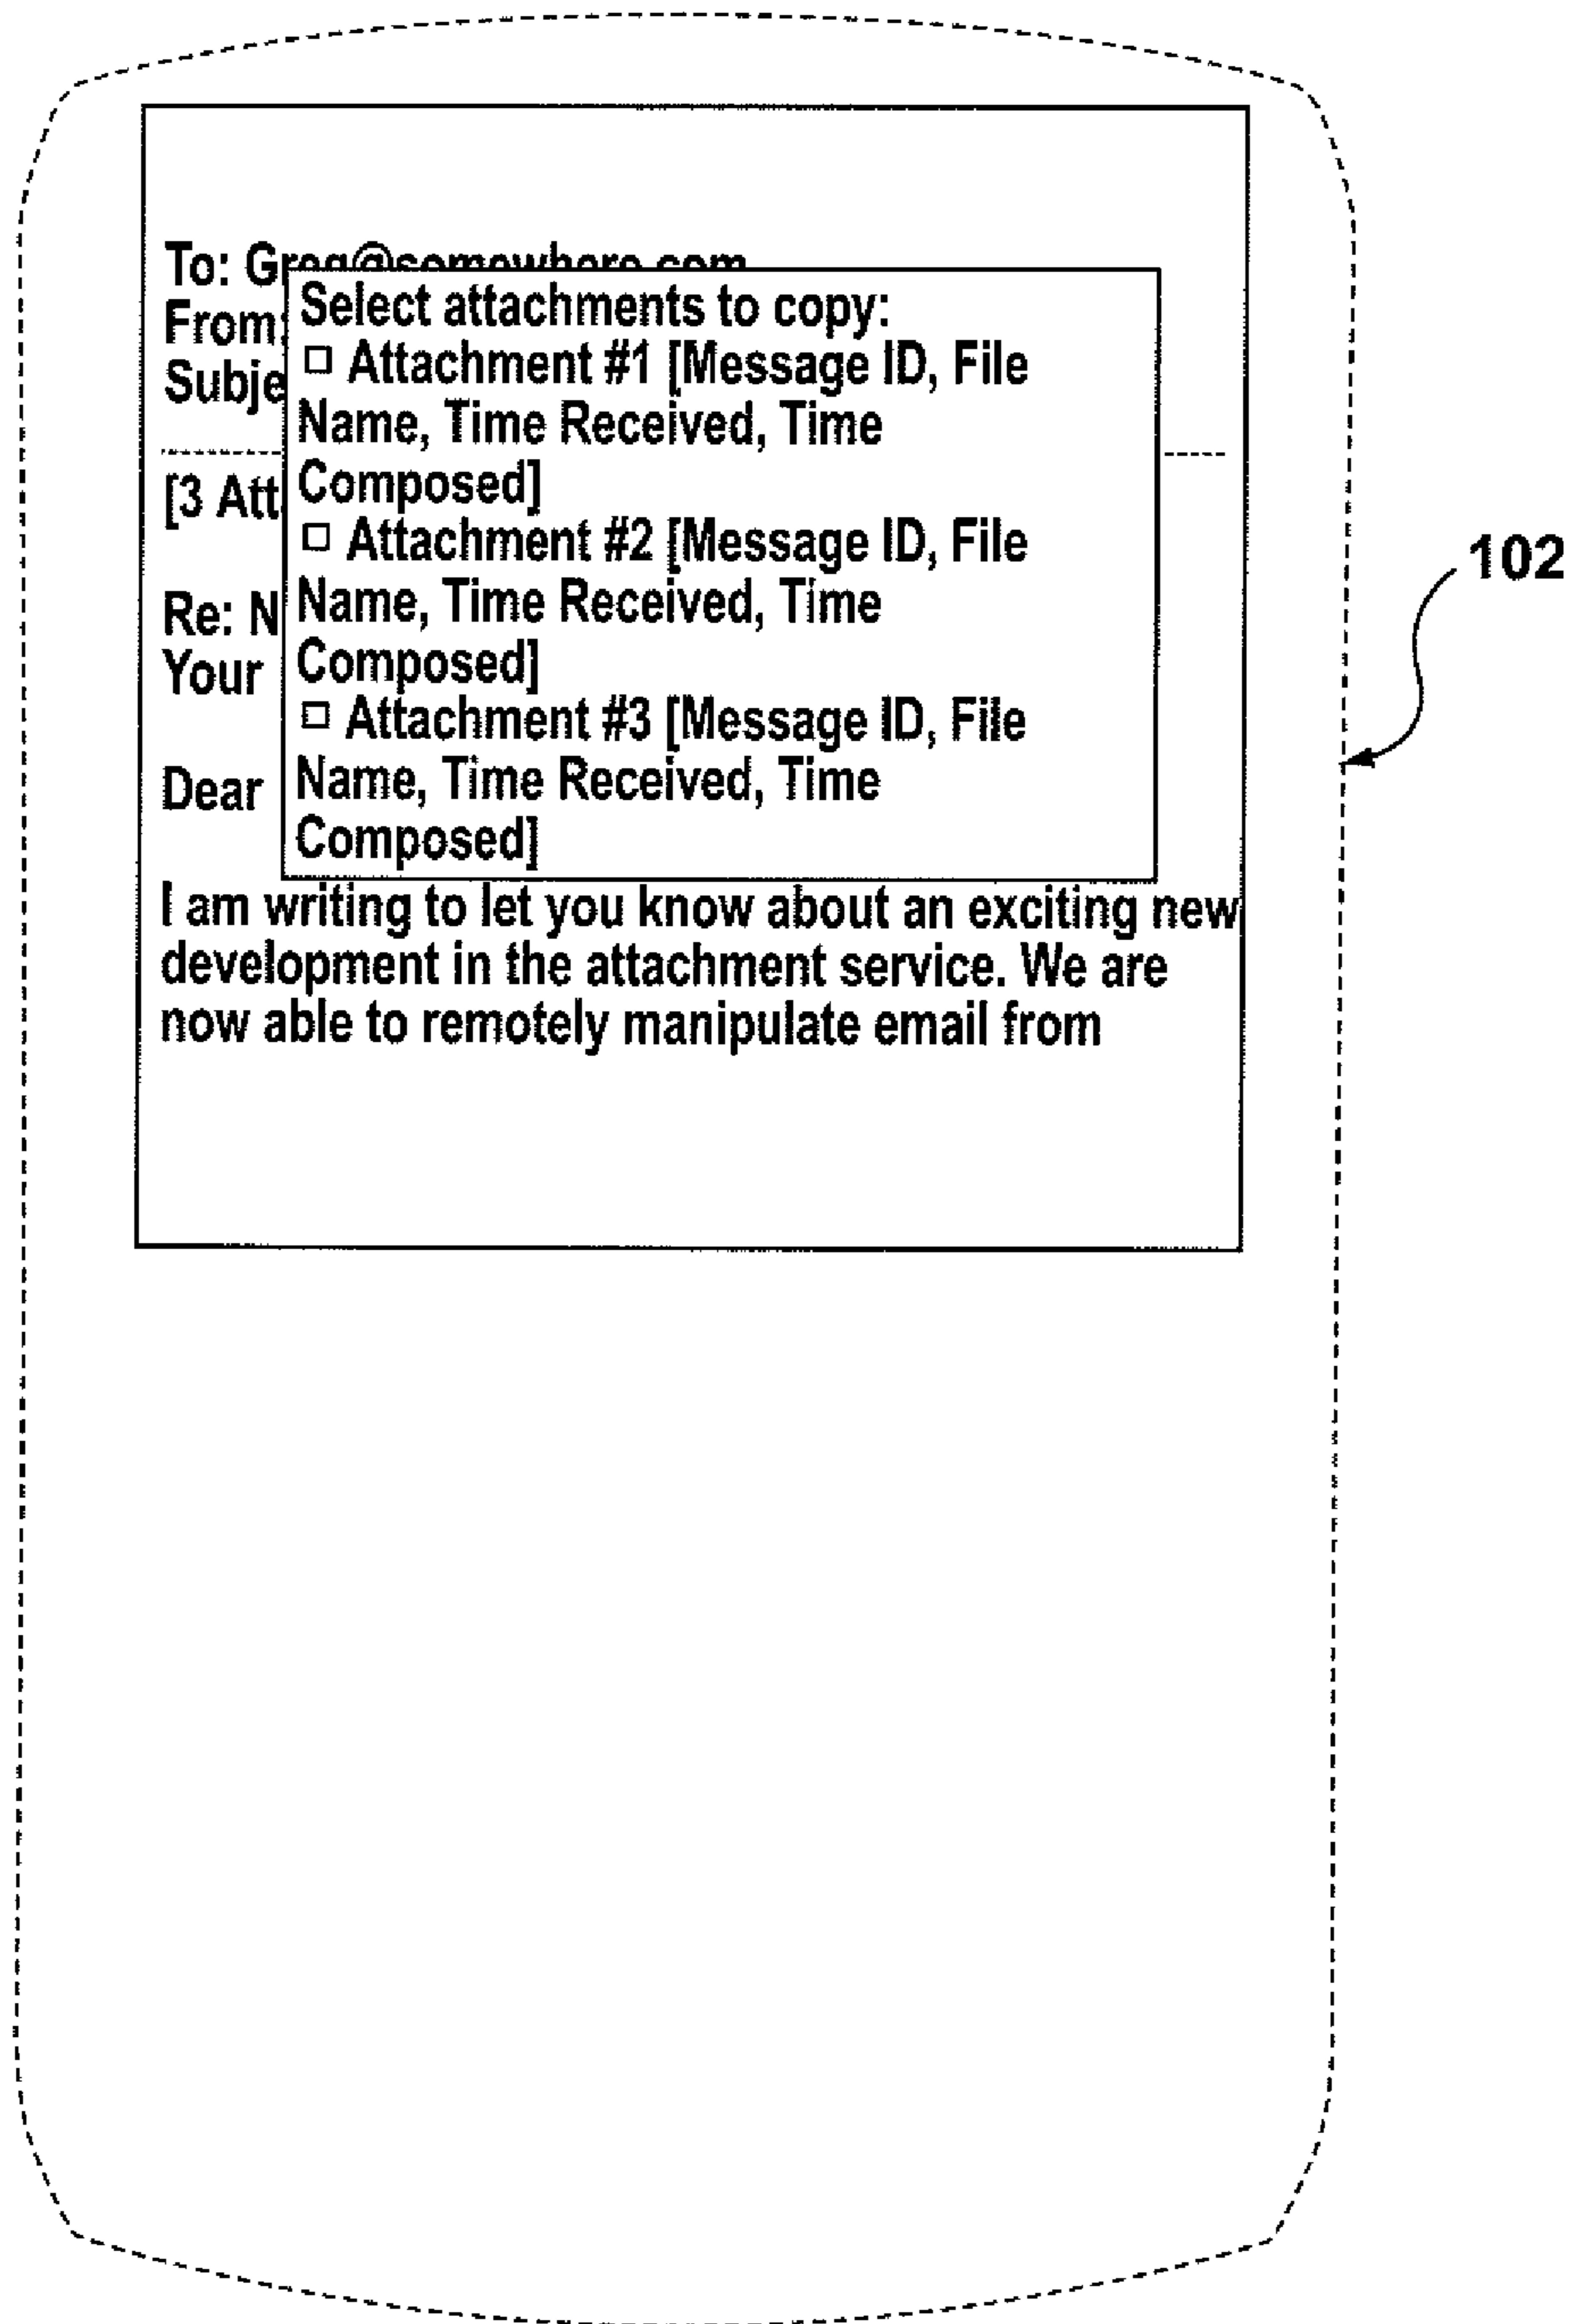 To: Greg@somewhere.com
From:
Subje
Select attachments to copy:
□ Attachment #1 [Message ID, File
Name, Time Received, Time
Composed]
□ Attachment #2 [Message ID, File
Name, Time Received, Time
Composed]
□ Attachment #3 [Message ID, File
Name, Time Received, Time
Composed]
[3 Att
Re: N
Your
Dear
I am writing to let you know about an exciting new
development in the attachment service. We are
now able to remotely manipulate email from
102